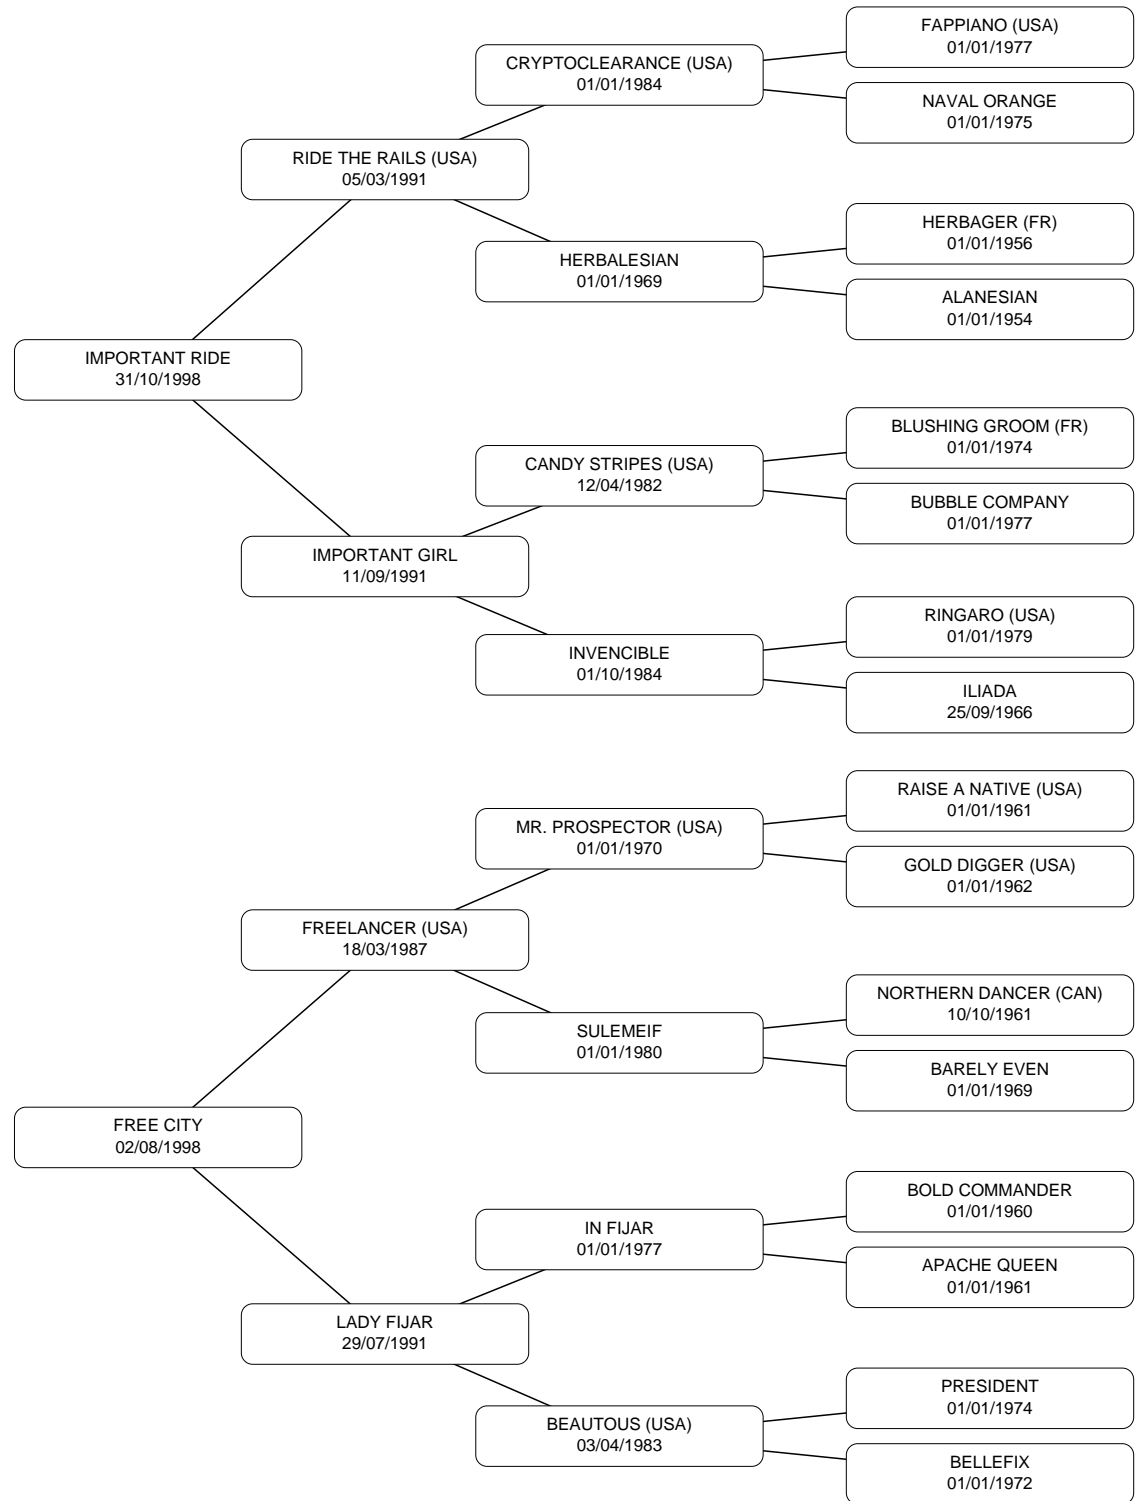 FAPPIANO (USA)
01/01/1977
CRYPTOCLEARANCE (USA)
01/01/1984
NAVAL ORANGE
01/01/1975
RIDE THE RAILS (USA)
05/03/1991
HERBAGER (FR)
01/01/1956
HERBALESIAN
01/01/1969
ALANESIAN
01/01/1954
IMPORTANT RIDE
31/10/1998
BLUSHING GROOM (FR)
01/01/1974
CANDY STRIPES (USA)
12/04/1982
BUBBLE COMPANY
01/01/1977
IMPORTANT GIRL
11/09/1991
RINGARO (USA)
01/01/1979
INVENCIBLE
01/10/1984
ILIADA
25/09/1966
RAISE A NATIVE (USA)
01/01/1961
MR. PROSPECTOR (USA)
01/01/1970
GOLD DIGGER (USA)
01/01/1962
FREELANCER (USA)
18/03/1987
NORTHERN DANCER (CAN)
10/10/1961
SULEMEIF
01/01/1980
BARELY EVEN
01/01/1969
FREE CITY
02/08/1998
BOLD COMMANDER
01/01/1960
IN FIJAR
01/01/1977
APACHE QUEEN
01/01/1961
LADY FIJAR
29/07/1991
PRESIDENT
01/01/1974
BEAUTOUS (USA)
03/04/1983
BELLEFIX
01/01/1972